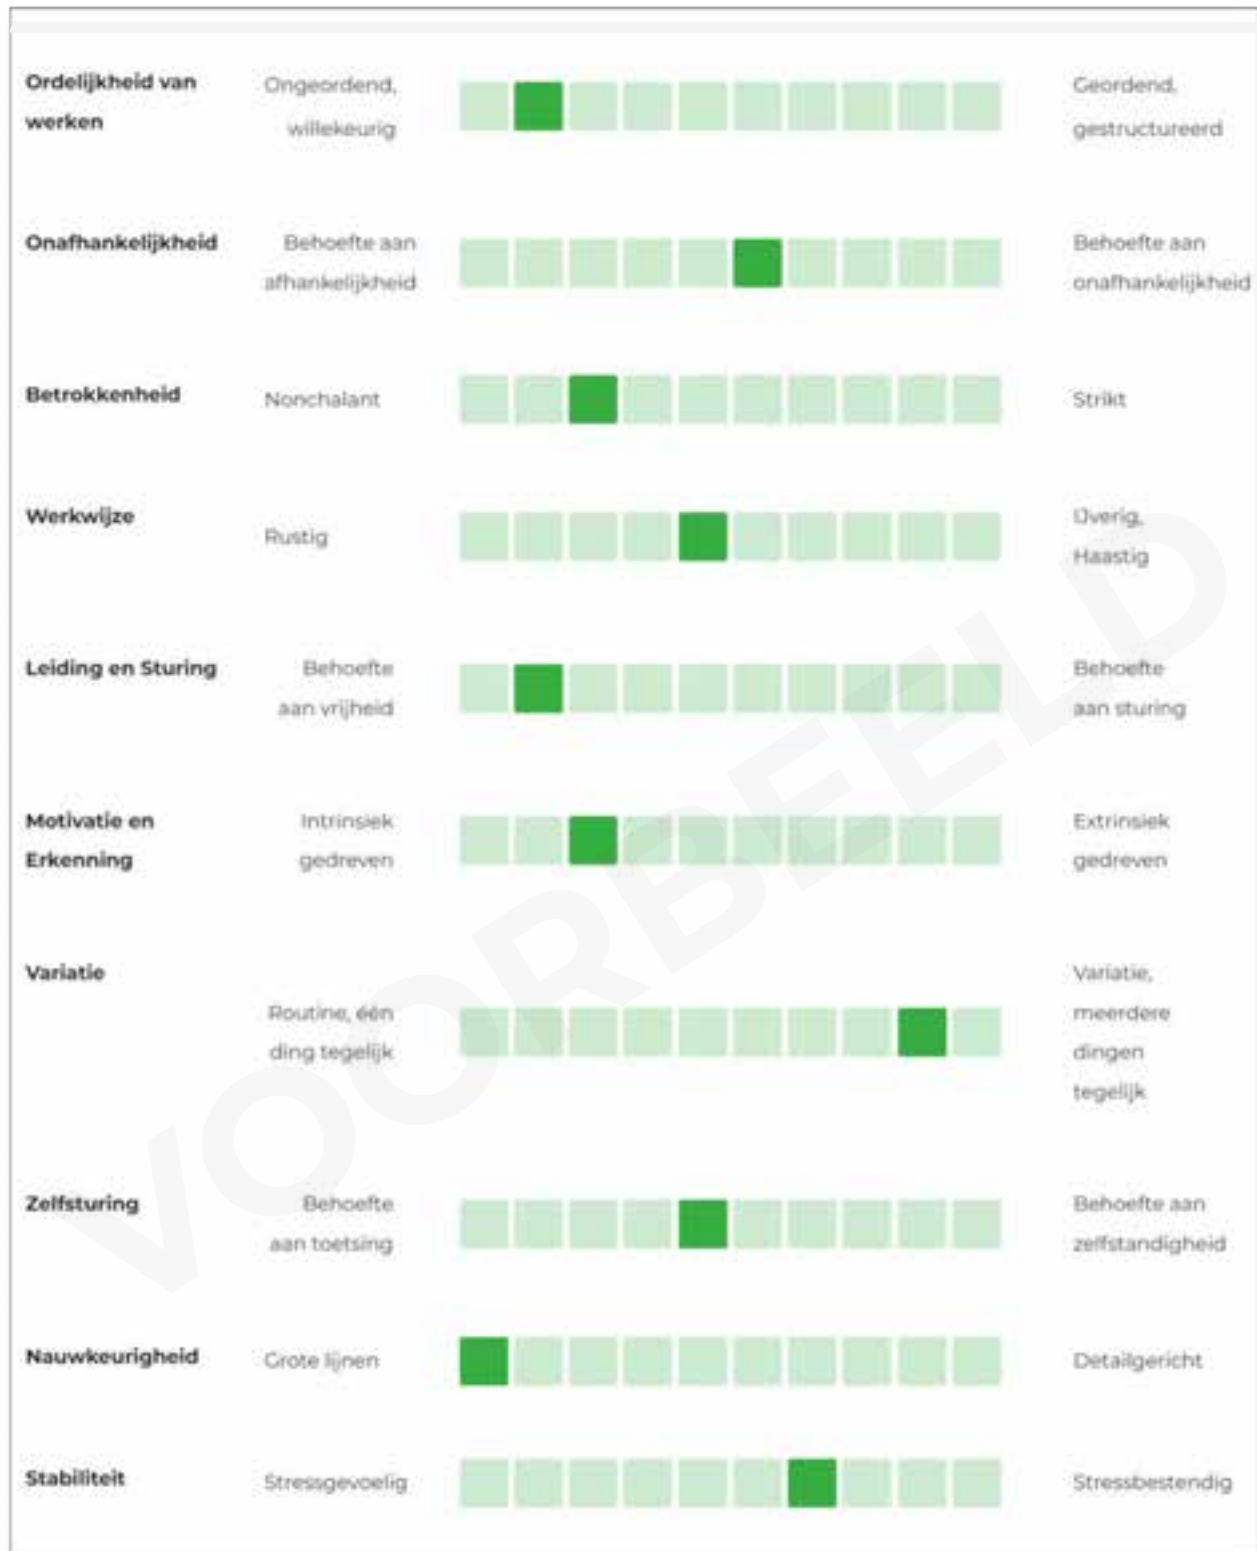 Ordelijkheid van
werken
Ongeordend,
willekeurig
Geordend,
gestructureerd
Onafhankelijkheid
Behoefte aan
afhankelijkheid
Behoefte aan
onafhankelijkheid
Betrokkenheid
Nonchalant
Strikt
Werkwijze
Rustig
IJverig,
Haastig
Leiding en Sturing
Behoefte
aan vrijheid
Behoefte
aan sturing
Motivatie en
Erkenning
Intrinsiek
gedreven
Extrinsiek
gedreven
Variatie
Routine, één
ding tegelijk
Variatie,
meerdere
dingen
tegelijk
Zelfsturing
Behoefte
aan toetsing
Behoefte aan
zelfstandigheid
Nauwkeurigheid
Grote lijnen
Detailgericht
Stabiliteit
Stressgevoelig
Stressbestendig
VOORBEELD